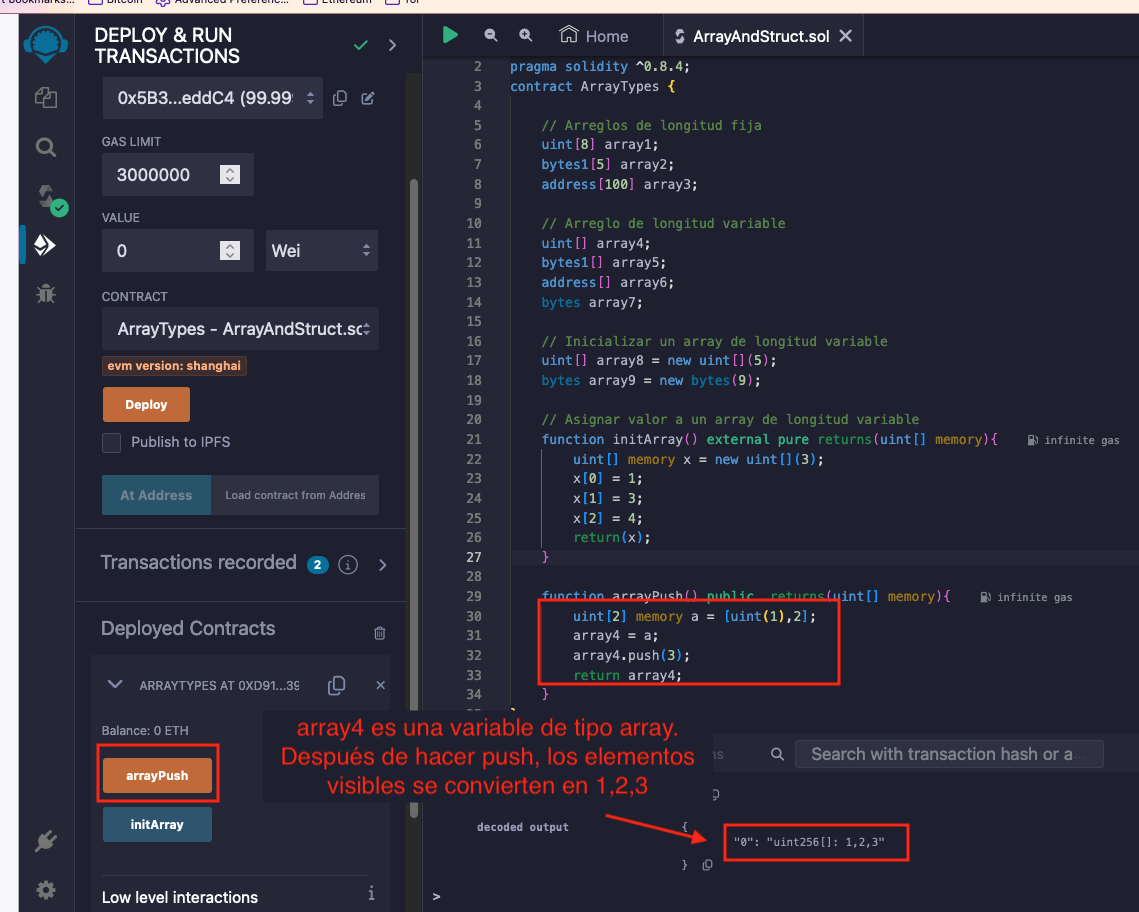 t bookmarks...
Bitcoin
Advanced Preferenc...
Ethereum
Tor
DEPLOY & RUN
TRANSACTIONS
0x5B3...eddC4 (99.99
GAS LIMIT
3000000
VALUE
0
Wei
CONTRACT
ArrayTypes - ArrayAndStruct.sc
evm version: shanghai
Deploy
Publish to IPFS
At Address
Load contract from Addres
Transactions recorded 2 i
Deployed Contracts
ARRAYTYPES AT 0XD91...39
Balance: 0 ETH
arrayPush
initArray
Low level interactions i
Home
ArrayAndStruct.sol
2 pragma solidity ^0.8.4;
3 contract ArrayTypes {
4
5 // Arreglos de longitud fija
6 uint[8] array1;
7 bytes1[5] array2;
8 address[100] array3;
9
10 // Arreglo de longitud variable
11 uint[] array4;
12 bytes1[] array5;
13 address[] array6;
14 bytes array7;
15
16 // Inicializar un array de longitud variable
17 uint[] array8 = new uint[](5);
18 bytes array9 = new bytes(9);
19
20 // Asignar valor a un array de longitud variable
21 function initArray() external pure returns(uint[] memory){ infinite gas
22 uint[] memory x = new uint[](3);
23 x[0] = 1;
24 x[1] = 3;
25 x[2] = 4;
26 return(x);
27 }
28
29 function arrayPush() public returns(uint[] memory){ infinite gas
30 uint[2] memory a = [uint(1),2];
31 array4 = a;
32 array4.push(3);
33 return array4;
34 }
array4 es una variable de tipo array.
Después de hacer push, los elementos
visibles se convierten en 1,2,3
Search with transaction hash or a...
decoded output
{
"0": "uint256[]: 1,2,3"
}
>